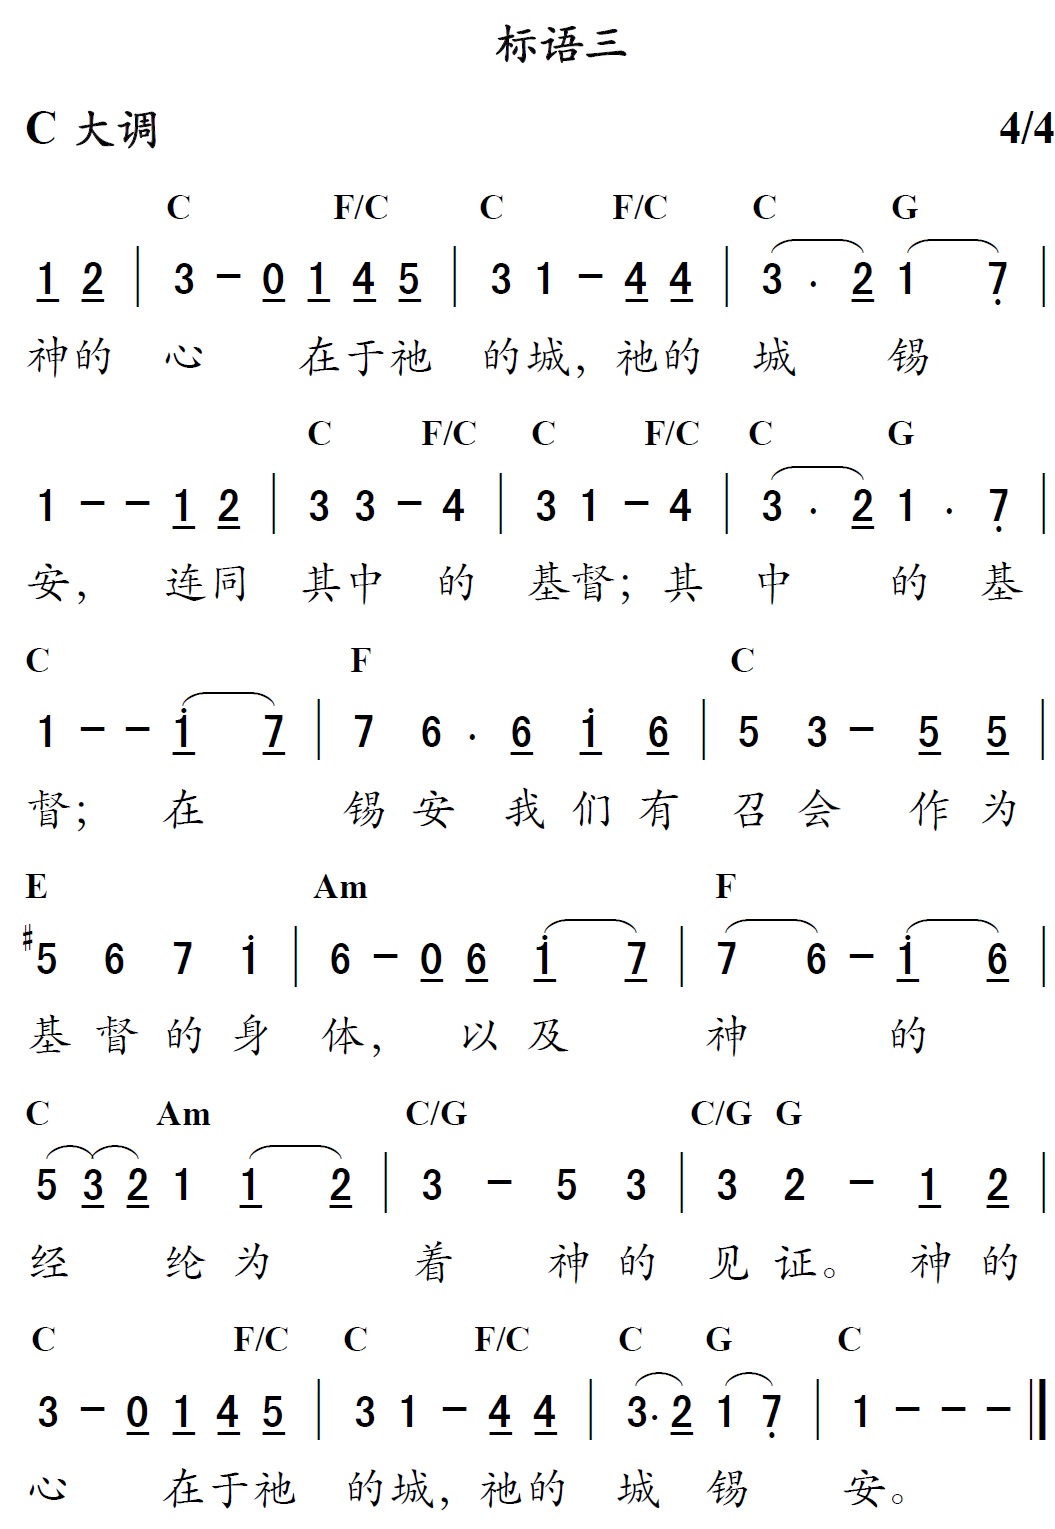 标语三
C 大调 4/4
C F/C C F/C C G
1 2 | 3 - 0 1 4 5 | 3 1 - 4 4 | 3 . 2 1 7 |
神的 心 在于祂 的城, 祂的 城 锡
C F/C C F/C C G
1 - - 1 2 | 3 3 - 4 | 3 1 - 4 | 3 . 2 1 . 7 |
安, 连同 其中 的 基督; 其 中 的 基
C F C
1 - - i 7 | 7 6 . 6 i 6 | 5 3 - 5 5 |
督; 在 锡 安 我 们 有 召 会 作 为
E Am F
#5 6 7 i | 6 - 0 6 i 7 | 7 6 - i 6 |
基 督 的 身 体, 以 及 神 的
C Am C/G C/G G
5 3 2 1 1 2 | 3 - 5 3 | 3 2 - 1 2 |
经 纶 为 着 神 的 见 证。 神 的
C F/C C F/C C G C
3 - 0 1 4 5 | 3 1 - 4 4 | 3 . 2 1 7 | 1 - - - ‖
心 在于祂 的城, 祂的 城 锡 安。